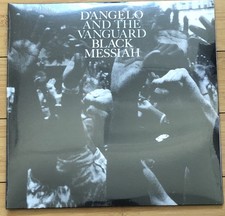 D'ANGELO
AND THE
VANGUARD
BLACK
MESSIAH